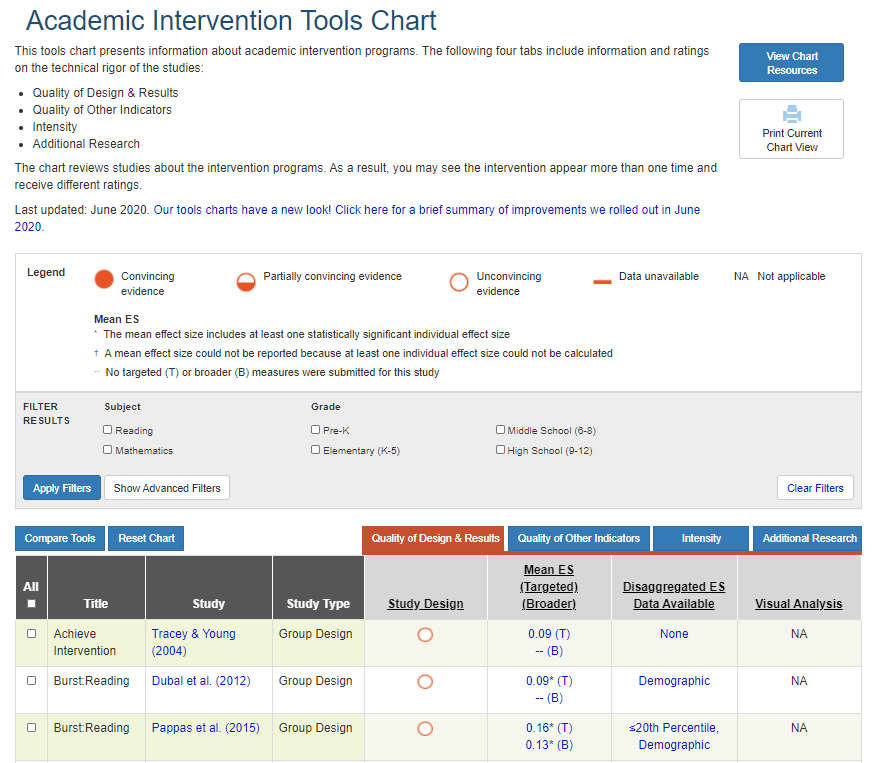 Academic Intervention Tools Chart
This tools chart presents information about academic intervention programs. The following four tabs include information and ratings
on the technical rigor of the studies:
• Quality of Design & Results
• Quality of Other Indicators
• Intensity
• Additional Research
The chart reviews studies about the intervention programs. As a result, you may see the intervention appear more than one time and
receive different ratings.
Last updated: June 2020. Our tools charts have a new look! Click here for a brief summary of improvements we rolled out in June
2020.
View Chart
Resources
Print Current
Chart View
Legend
Convincing
evidence
Partially convincing evidence
Unconvincing
evidence
Data unavailable
NA Not applicable
Mean ES
* The mean effect size includes at least one statistically significant individual effect size
† A mean effect size could not be reported because at least one individual effect size could not be calculated
-- No targeted (T) or broader (B) measures were submitted for this study
FILTER
RESULTS
Subject
Reading
Mathematics
Grade
Pre-K
Elementary (K-5)
Middle School (6-8)
High School (9-12)
Apply Filters
Show Advanced Filters
Clear Filters
Compare Tools
Reset Chart
Quality of Design & Results
Quality of Other Indicators
Intensity
Additional Research
All
Title
Study
Study Type
Study Design
Mean ES
(Targeted)
(Broader)
Disaggregated ES
Data Available
Visual Analysis
Achieve
Intervention
Tracey & Young
(2004)
Group Design
0.09 (T)
-- (B)
None
NA
Burst:Reading
Dubal et al. (2012)
Group Design
0.09* (T)
-- (B)
Demographic
NA
Burst:Reading
Pappas et al. (2015)
Group Design
0.16* (T)
0.13* (B)
≤20th Percentile,
Demographic
NA